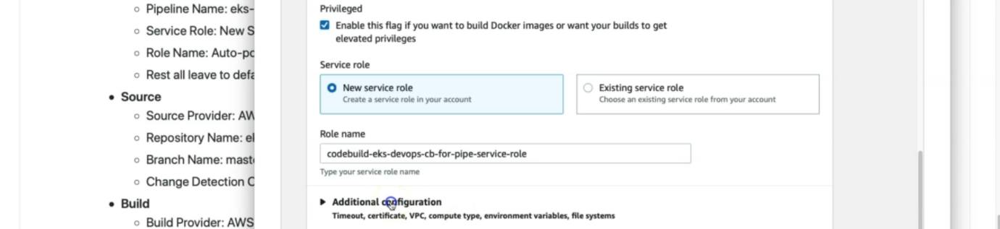 Pipeline Name: eks-
Service Role: New S
Role Name: Auto-po
Rest all leave to defa
Source
Source Provider: AW
Repository Name: el
Branch Name: mast
Change Detection O
Build
Build Provider: AWS
Privileged
Enable this flag if you want to build Docker images or want your builds to get
elevated privileges
Service role
New service role
Create a service role in your account
Existing service role
Choose an existing service role from your account
Role name
codebuild-eks-devops-cb-for-pipe-service-role
Type your service role name
Additional configuration
Timeout, certificate, VPC, compute type, environment variables, file systems